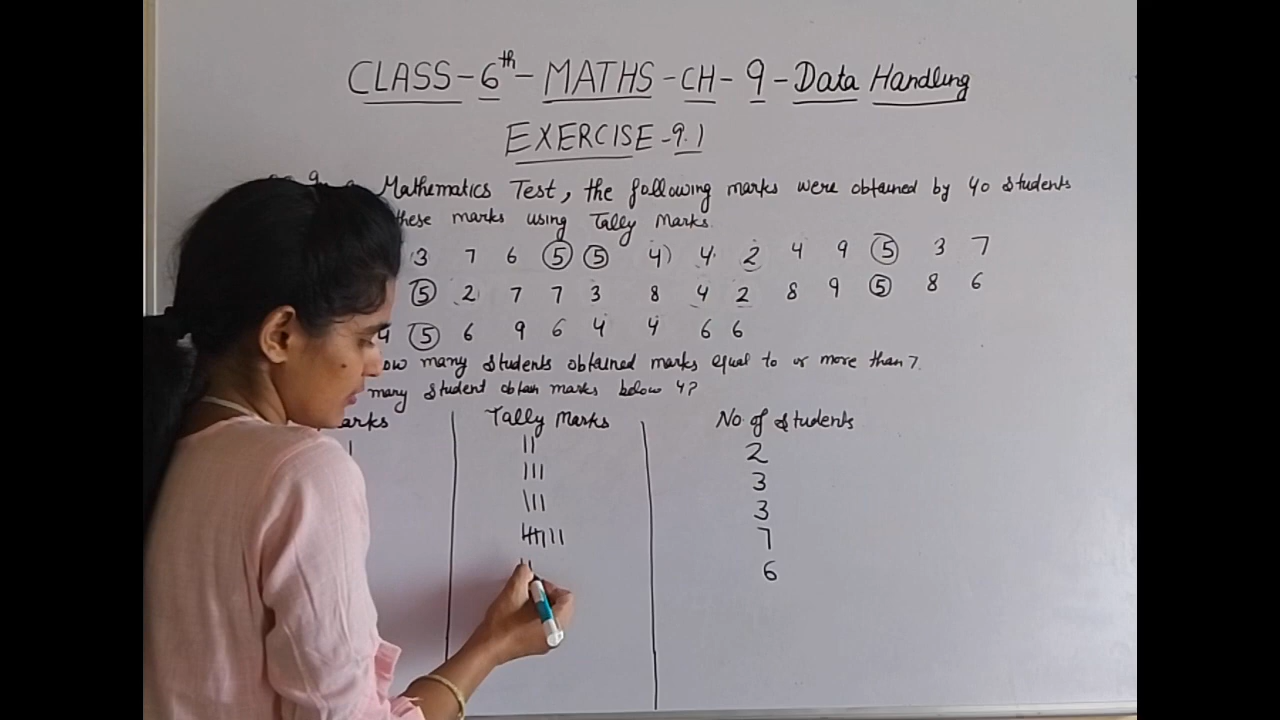 CLASS-6th-MATHS-CH-9-Data Handling
EXERCISE-9.1
Mathematics Test, the following marks were obtained by 40 students
these marks using Tally Marks
3 7 6 5 5 4 4 2 4 9 5 3 7
5 2 7 7 3 8 4 2 8 9 5 8 6
4 5 6 9 6 4 4 6 6
many students obtained marks equal to or more than 7.
many student obtain marks below 4?
Tally Marks No. of Students
|| 2
||| 3
||| 3
7
6